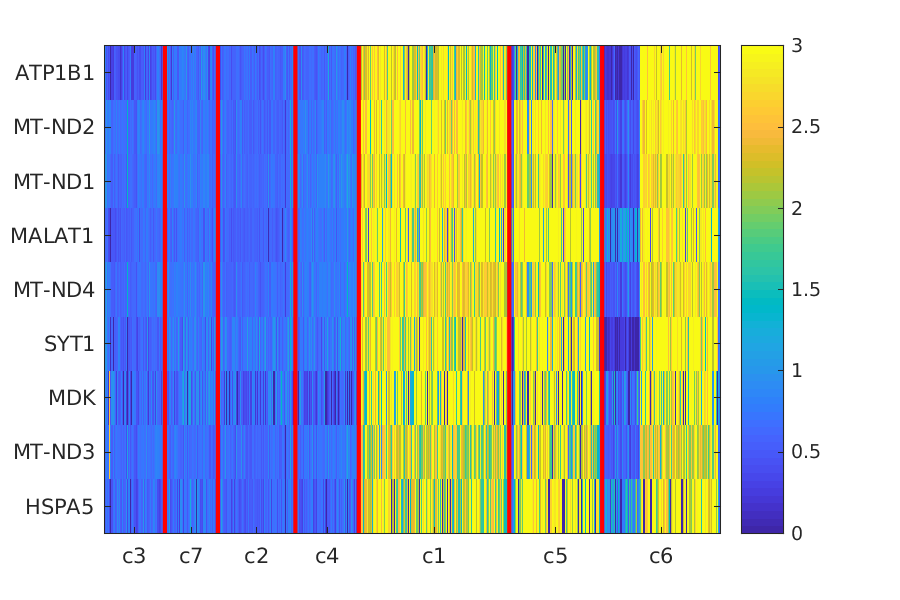 ATP1B1
MT-ND2
MT-ND1
MALAT1
MT-ND4
SYT1
MDK
MT-ND3
HSPA5
c3 c7 c2 c4 c1 c5 c6
3
2.5
2
1.5
1
0.5
0